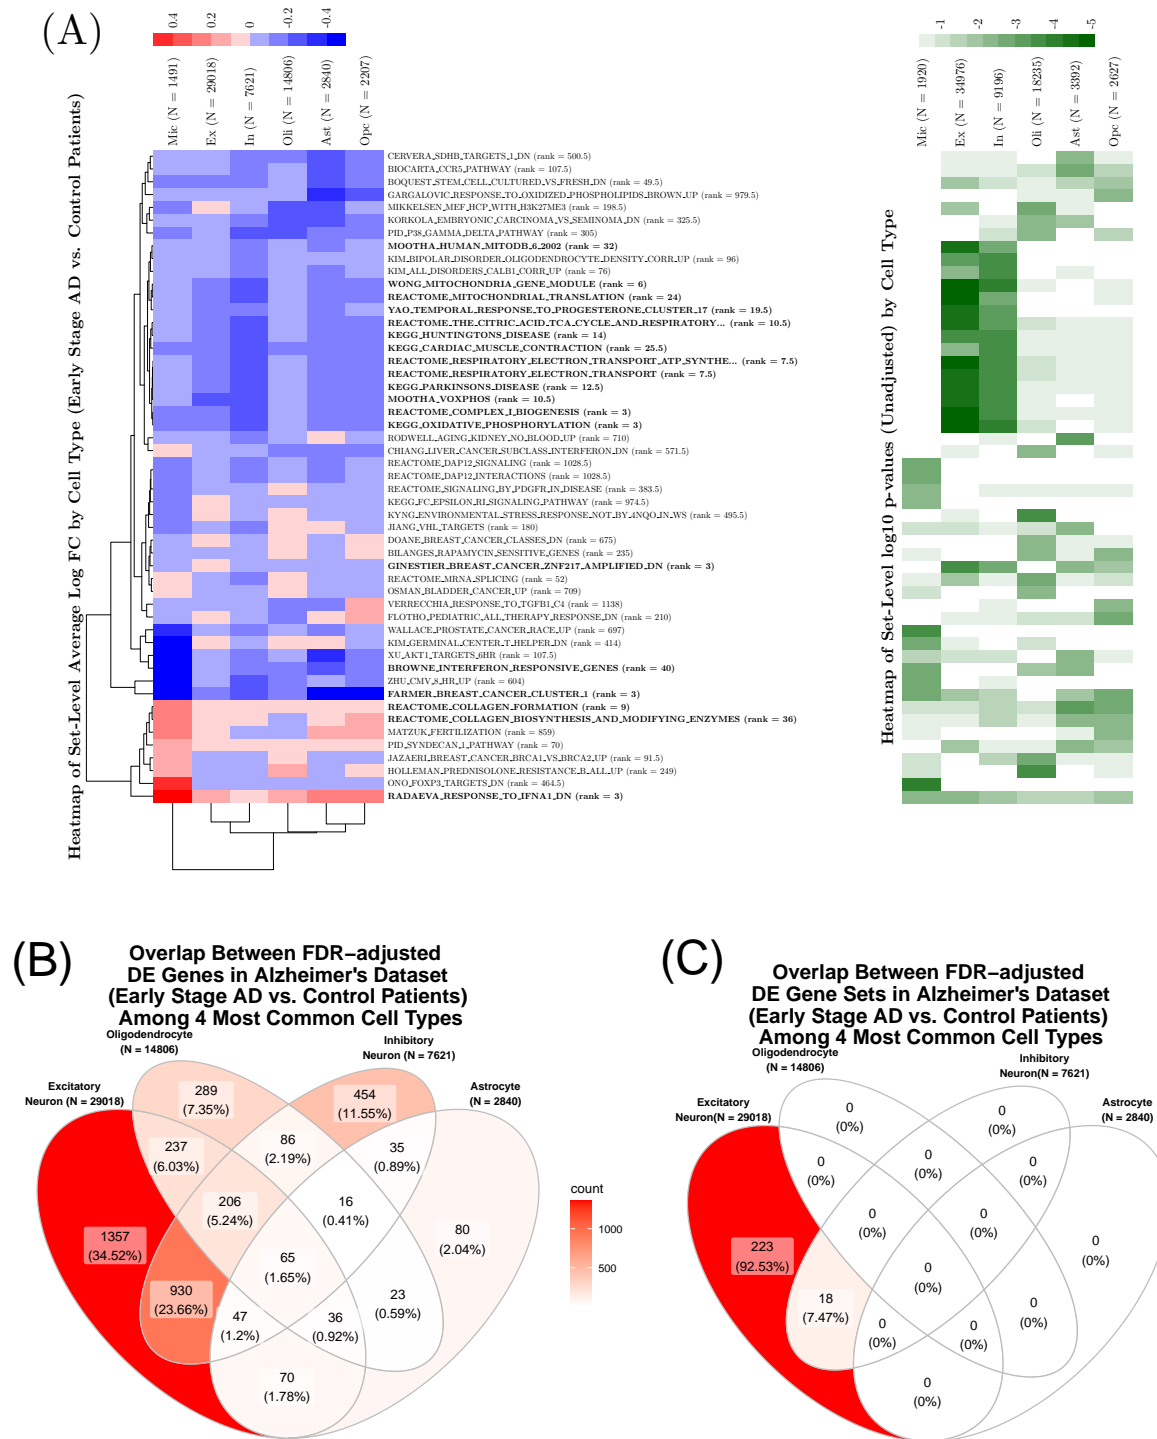 (A)
0.4
0.2
0
-0.2
-0.4
Mic (N = 1491)
Ex (N = 29018)
In (N = 7621)
Oli (N = 14806)
Ast (N = 2840)
Opc (N = 2207)
Heatmap of Set-Level Average Log FC by Cell Type (Early Stage AD vs. Control Patients)
CERVERA_SDHB_TARGETS_1_DN (rank = 500.5)
BIOCARTA_CCR5_PATHWAY (rank = 107.5)
BOQUEST_STEM_CELL_CULTURED_VS_FRESH_DN (rank = 49.5)
GARGALOVIC_RESPONSE_TO_OXIDIZED_PHOSPHOLIPIDS_BROWN_UP (rank = 979.5)
MIKKELSEN_MEF_HCP_WITH_H3K27ME3 (rank = 198.5)
KORKOLA_EMBRYONIC_CARCINOMA_VS_SEMINOMA_DN (rank = 325.5)
PID_P38_GAMMA_DELTA_PATHWAY (rank = 305)
MOOTHA_HUMAN_MITODB_6_2002 (rank = 32)
KIM_BIPOLAR_DISORDER_OLIGODENDROCYTE_DENSITY_CORR_UP (rank = 96)
KIM_ALL_DISORDERS_CALB1_CORR_UP (rank = 76)
WONG_MITOCHONDRIA_GENE_MODULE (rank = 6)
REACTOME_MITOCHONDRIAL_TRANSLATION (rank = 24)
YAO_TEMPORAL_RESPONSE_TO_PROGESTERONE_CLUSTER_17 (rank = 19.5)
REACTOME_THE_CITRIC_ACID_TCA_CYCLE_AND_RESPIRATORY... (rank = 10.5)
KEGG_HUNTINGTONS_DISEASE (rank = 14)
KEGG_CARDIAC_MUSCLE_CONTRACTION (rank = 25.5)
REACTOME_RESPIRATORY_ELECTRON_TRANSPORT_ATP_SYNTHE... (rank = 7.5)
REACTOME_RESPIRATORY_ELECTRON_TRANSPORT (rank = 7.5)
KEGG_PARKINSONS_DISEASE (rank = 12.5)
MOOTHA_VOXPHOS (rank = 10.5)
REACTOME_COMPLEX_I_BIOGENESIS (rank = 3)
KEGG_OXIDATIVE_PHOSPHORYLATION (rank = 3)
RODWELL_AGING_KIDNEY_NO_BLOOD_UP (rank = 710)
CHIANG_LIVER_CANCER_SUBCLASS_INTERFERON_DN (rank = 571.5)
REACTOME_DAP12_SIGNALING (rank = 1028.5)
REACTOME_DAP12_INTERACTIONS (rank = 1028.5)
REACTOME_SIGNALING_BY_PDGFR_IN_DISEASE (rank = 383.5)
KEGG_FC_EPSILON_RI_SIGNALING_PATHWAY (rank = 974.5)
KYNG_ENVIRONMENTAL_STRESS_RESPONSE_NOT_BY_4NQO_IN_WS (rank = 495.5)
JIANG_VHL_TARGETS (rank = 180)
DOANE_BREAST_CANCER_CLASSES_DN (rank = 675)
BILANGES_RAPAMYCIN_SENSITIVE_GENES (rank = 235)
GINESTIER_BREAST_CANCER_ZNF217_AMPLIFIED_DN (rank = 3)
REACTOME_MRNA_SPLICING (rank = 52)
OSMAN_BLADDER_CANCER_UP (rank = 709)
VERRECCHIA_RESPONSE_TO_TGFB1_C4 (rank = 1138)
FLOTHO_PEDIATRIC_ALL_THERAPY_RESPONSE_DN (rank = 210)
WALLACE_PROSTATE_CANCER_RACE_UP (rank = 697)
KIM_GERMINAL_CENTER_T_HELPER_DN (rank = 414)
XU_AKT1_TARGETS_6HR (rank = 107.5)
BROWNE_INTERFERON_RESPONSIVE_GENES (rank = 40)
ZHU_CMV_8_HR_UP (rank = 604)
FARMER_BREAST_CANCER_CLUSTER_1 (rank = 3)
REACTOME_COLLAGEN_FORMATION (rank = 9)
REACTOME_COLLAGEN_BIOSYNTHESIS_AND_MODIFYING_ENZYMES (rank = 36)
MATZUK_FERTILIZATION (rank = 859)
PID_SYNDECAN_1_PATHWAY (rank = 70)
JAZAERI_BREAST_CANCER_BRCA1_VS_BRCA2_UP (rank = 91.5)
HOLLEMAN_PREDNISOLONE_RESISTANCE_B_ALL_UP (rank = 249)
ONO_FOXP3_TARGETS_DN (rank = 464.5)
RADAEVA_RESPONSE_TO_IFNA1_DN (rank = 3)
-1
-2
-3
-4
-5
Mic (N = 1920)
Ex (N = 34976)
In (N = 9196)
Oli (N = 18235)
Ast (N = 3392)
Opc (N = 2627)
Heatmap of Set-Level log10 p-values (Unadjusted) by Cell Type
(B)
Overlap Between FDR−adjusted
DE Genes in Alzheimer's Dataset
(Early Stage AD vs. Control Patients)
Among 4 Most Common Cell Types
Oligodendrocyte
(N = 14806)
Inhibitory
Neuron (N = 7621)
Excitatory
Neuron (N = 29018)
Astrocyte
(N = 2840)
289
(7.35%)
454
(11.55%)
237
(6.03%)
86
(2.19%)
35
(0.89%)
206
(5.24%)
16
(0.41%)
1357
(34.52%)
80
(2.04%)
65
(1.65%)
930
(23.66%)
23
(0.59%)
47
(1.2%)
36
(0.92%)
70
(1.78%)
count
1000
500
(C)
Overlap Between FDR−adjusted
DE Gene Sets in Alzheimer's Dataset
(Early Stage AD vs. Control Patients)
Among 4 Most Common Cell Types
Oligodendrocyte
(N = 14806)
Inhibitory
Neuron(N = 7621)
Excitatory
Neuron(N = 29018)
Astrocyte
(N = 2840)
0
(0%)
0
(0%)
0
(0%)
0
(0%)
0
(0%)
0
(0%)
0
(0%)
223
(92.53%)
0
(0%)
0
(0%)
18
(7.47%)
0
(0%)
0
(0%)
0
(0%)
0
(0%)